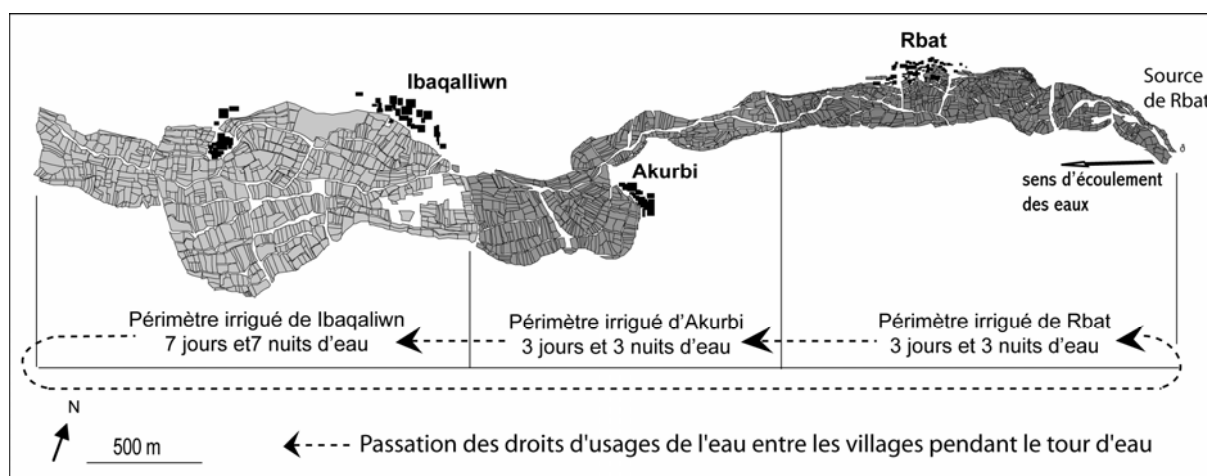 Rbat
Ibaqalliwn
Source
de Rbat
Akurbi
sens d'écoulement
des eaux
Périmètre irrigué de Ibaqaliwn
7 jours et7 nuits d'eau
Périmètre irrigué d'Akurbi
3 jours et 3 nuits d'eau
Périmètre irrigué de Rbat
3 jours et 3 nuits d'eau
N
500 m
Passation des droits d'usages de l'eau entre les villages pendant le tour d'eau